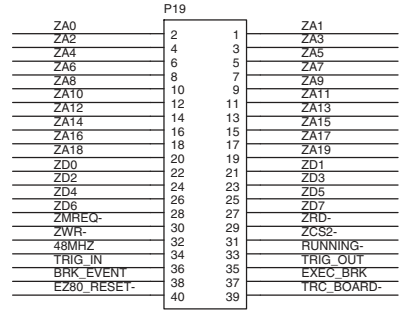 P19
ZA0 2 1 ZA1
ZA2 4 3 ZA3
ZA4 6 5 ZA5
ZA6 8 7 ZA7
ZA8 10 9 ZA9
ZA10 12 11 ZA11
ZA12 14 13 ZA13
ZA14 16 15 ZA15
ZA16 18 17 ZA17
ZA18 20 19 ZA19
ZD0 22 21 ZD1
ZD2 24 23 ZD3
ZD4 26 25 ZD5
ZD6 28 27 ZD7
ZMREQ- 30 29 ZRD-
ZWR- 32 31 ZCS2-
48MHZ 34 33 RUNNING-
TRIG_IN 36 35 TRIG_OUT
BRK_EVENT 38 37 EXEC_BRK
EZ80_RESET- 40 39 TRC_BOARD-